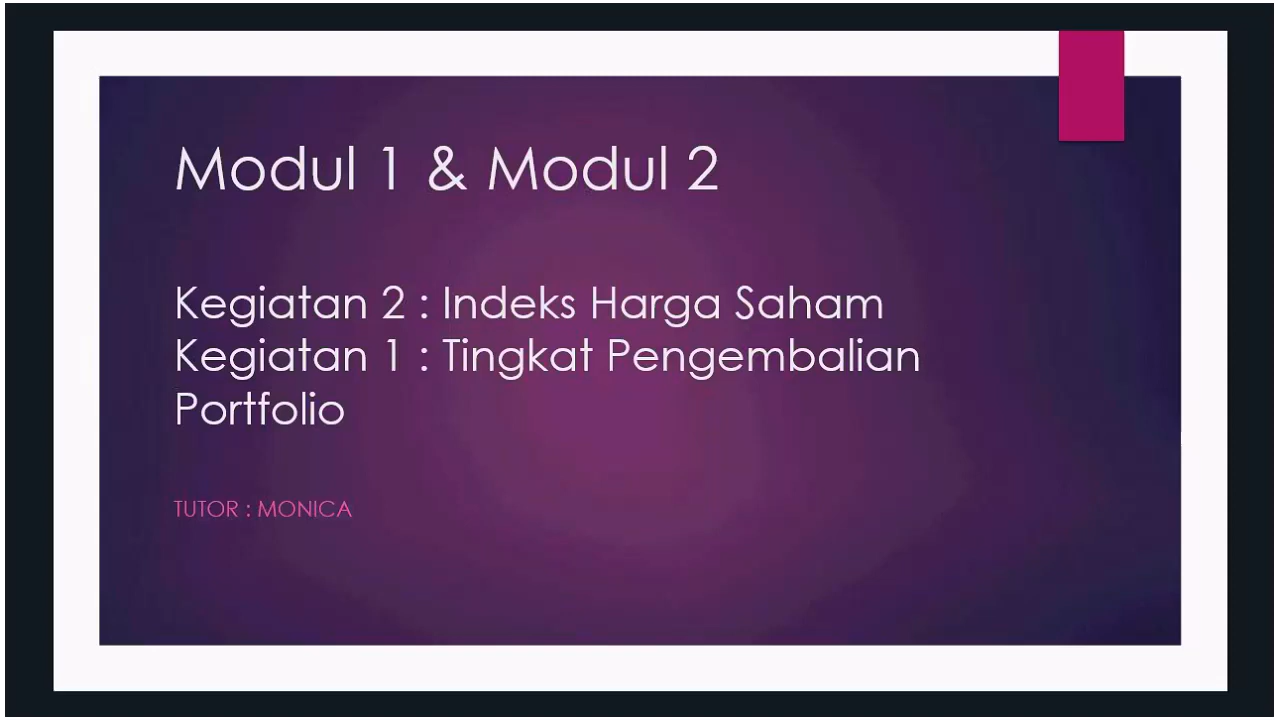 Modul 1 & Modul 2
Kegiatan 2 : Indeks Harga Saham
Kegiatan 1 : Tingkat Pengembalian
Portfolio
TUTOR : MONICA